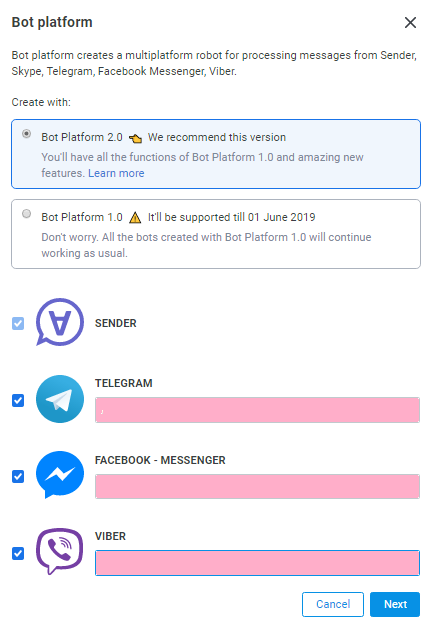 Bot platform
Bot platform creates a multiplatform robot for processing messages from Sender,
Skype, Telegram, Facebook Messenger, Viber.
Create with:
Bot Platform 2.0 👉 We recommend this version
You'll have all the functions of Bot Platform 1.0 and amazing new
features. Learn more
Bot Platform 1.0 ⚠ It'll be supported till 01 June 2019
Don't worry. All the bots created with Bot Platform 1.0 will continue
working as usual.
SENDER
TELEGRAM
FACEBOOK - MESSENGER
VIBER
Cancel Next